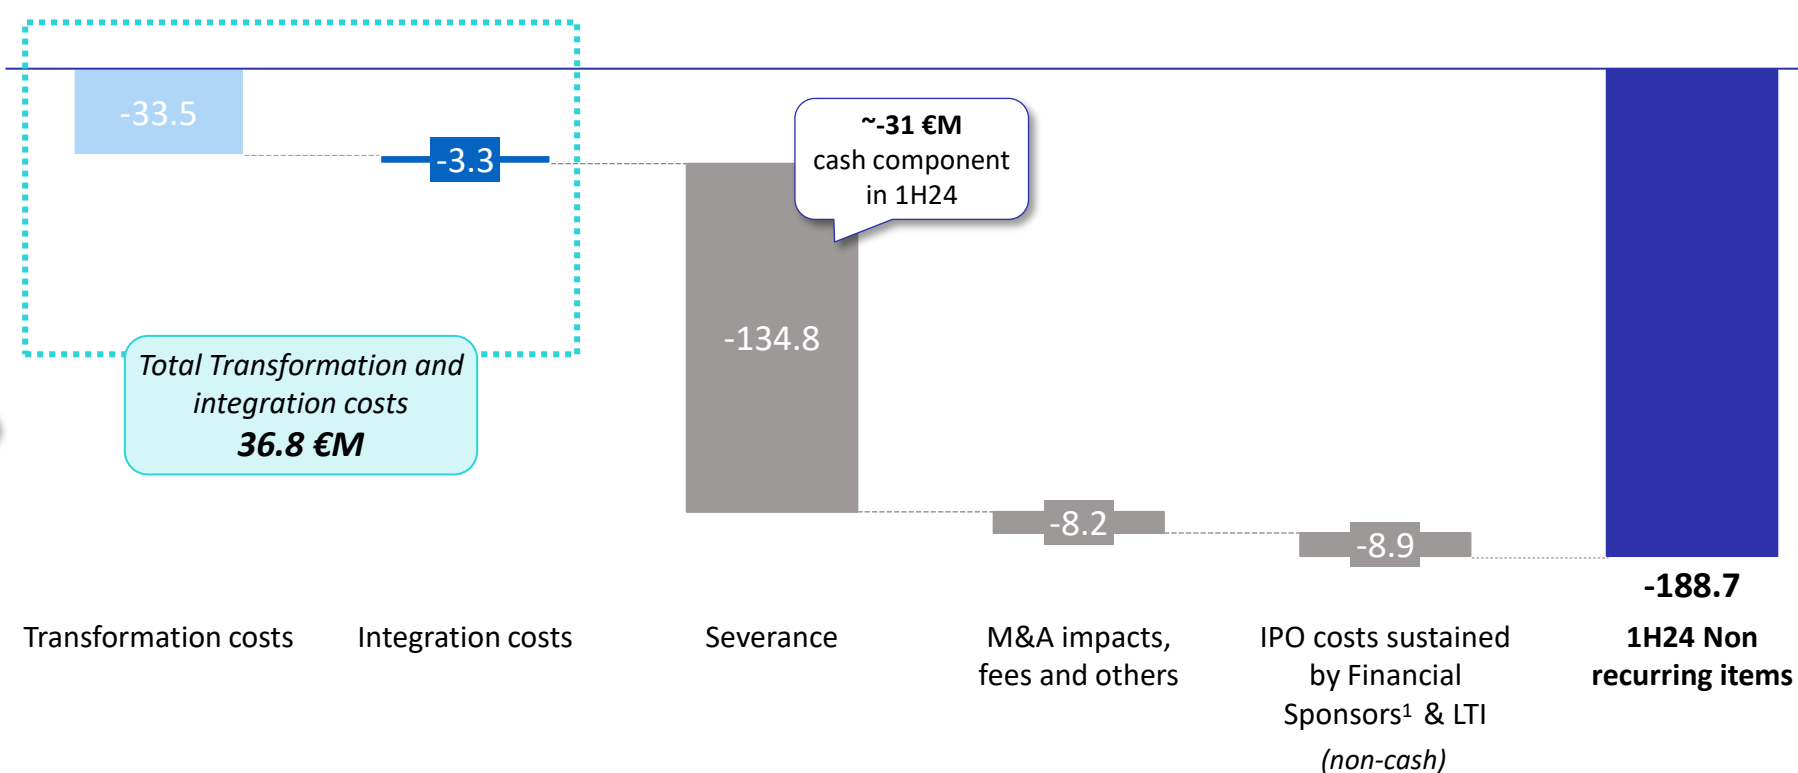 -33.5
-3.3
~-31 €M
cash component
in 1H24
-134.8
Total Transformation and
integration costs
36.8 €M
-8.2
-8.9
-188.7
Transformation costs
Integration costs
Severance
M&A impacts,
fees and others
IPO costs sustained
by Financial
Sponsors¹ & LTI
(non-cash)
1H24 Non
recurring items